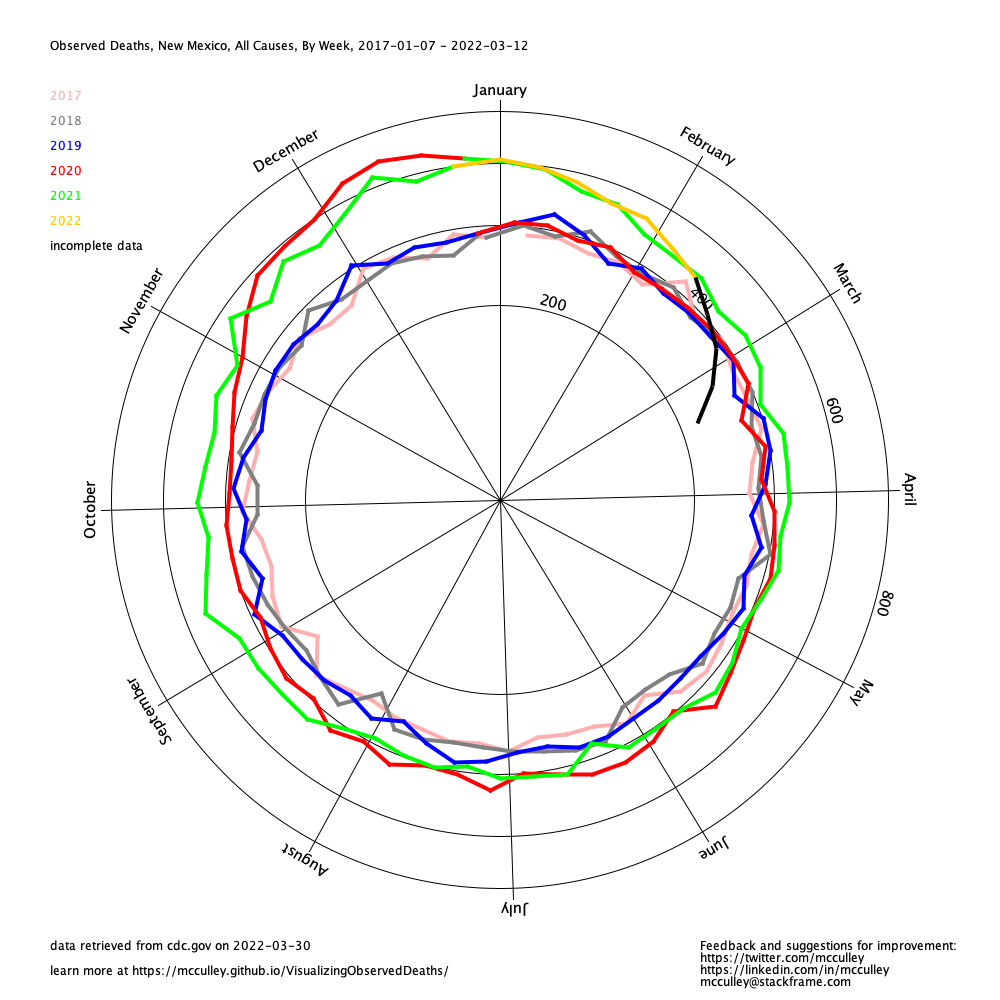 Observed Deaths, New Mexico, All Causes, By Week, 2017-01-07 - 2022-03-12
January
2017
2018
2019
2020
2021
2022
incomplete data
December
February
November
March
200
400
600
October
April
800
September
May
August
June
July
data retrieved from cdc.gov on 2022-03-30
learn more at https://mcculley.github.io/VisualizingObservedDeaths/
Feedback and suggestions for improvement:
https://twitter.com/mcculley
https://linkedin.com/in/mcculley
mcculley@stackframe.com